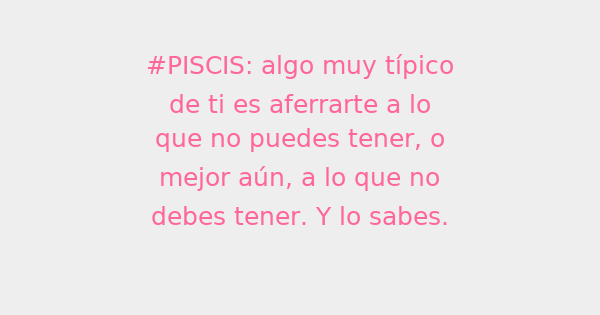 #PISCIS: algo muy típico
de ti es aferrarte a lo
que no puedes tener, o
mejor aún, a lo que no
debes tener. Y lo sabes.